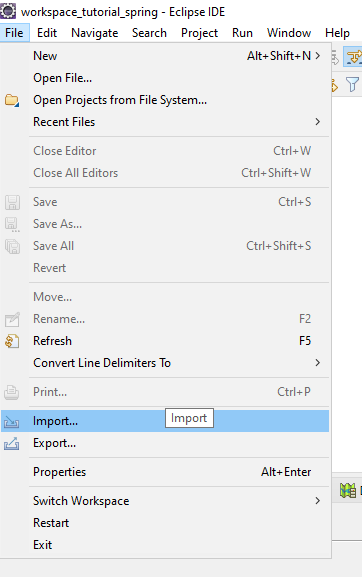 workspace_tutorial_spring - Eclipse IDE
File Edit Navigate Search Project Run Window Help
New Alt+Shift+N >
Open File...
Open Projects from File System...
Recent Files >
Close Editor Ctrl+W
Close All Editors Ctrl+Shift+W
Save Ctrl+S
Save As...
Save All Ctrl+Shift+S
Revert
Move...
Rename... F2
Refresh F5
Convert Line Delimiters To >
Print... Ctrl+P
Import... Import
Export...
Properties Alt+Enter
Switch Workspace >
Restart
Exit